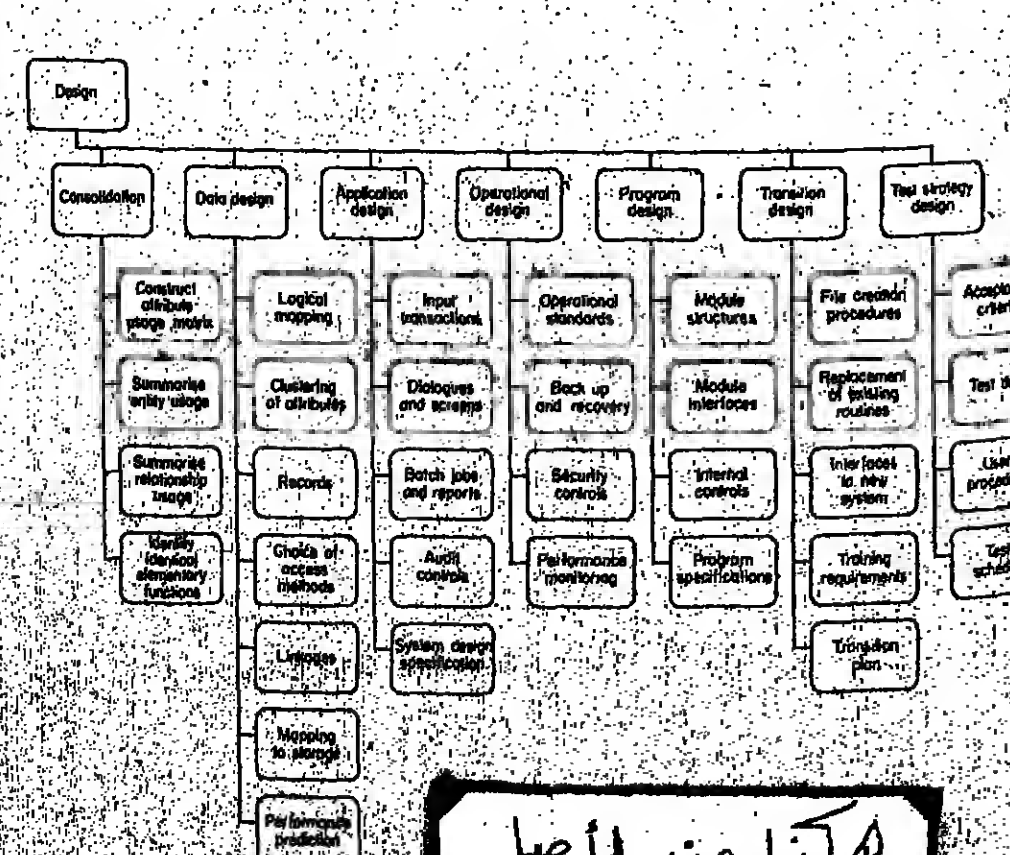 Design
Consolidation
Data design
Application
design
Operational
design
Program
design
Transition
design
Test strategy
design
Construct
attribute
usage matrix
Summarise
entity usage
Summarise
relationship
usage
Identify
identical
elementary
functions
Logical
mapping
Clustering
of attributes
Records
Choice of
access
methods
Linkages
Mapping
to storage
Performance
prediction
Input
transactions
Dialogues
and screens
Batch jobs
and reports
Audit
controls
System design
specification
Operational
standards
Back up
and recovery
Security
controls
Performance
monitoring
Module
structures
Module
interfaces
Internal
controls
Program
specifications
File creation
procedures
Replacement
of existing
routines
Interfaces
to new
system
Training
requirements
Transition
plan
Test